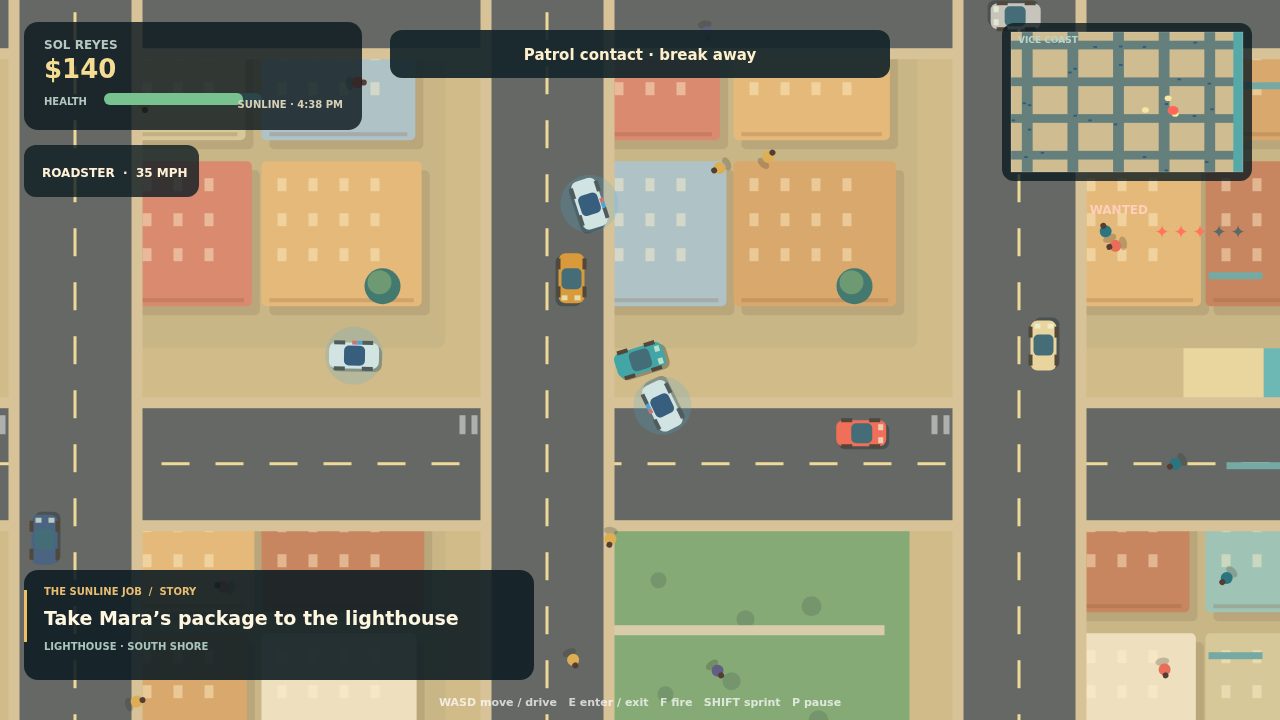 SOL REYES
$140
HEALTH
SUNLINE · 4:38 PM
Patrol contact · break away
VICE COAST
ROADSTER · 35 MPH
WANTED
THE SUNLINE JOB / STORY
Take Mara’s package to the lighthouse
LIGHTHOUSE · SOUTH SHORE
WASD move / drive E enter / exit F fire SHIFT sprint P pause